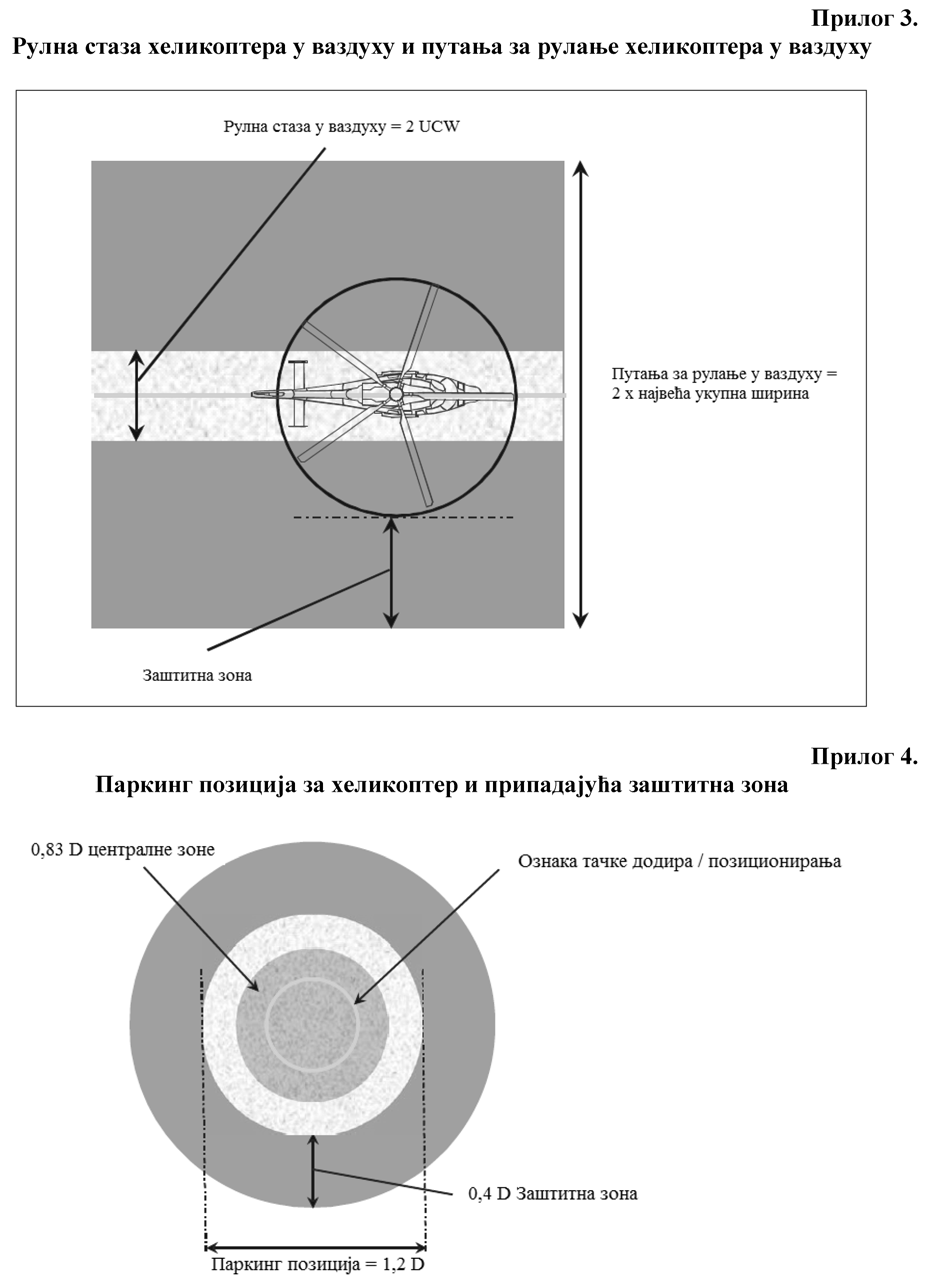 Прилог 3.
Рулна стаза хеликоптера у ваздуху и путања за рулање хеликоптера у ваздуху
Рулна стаза у ваздуху = 2 UCW
Путања за рулање у ваздуху =
2 x највећа укупна ширина
Заштитна зона
Прилог 4.
Паркинг позиција за хеликоптер и припадајућа заштитна зона
0,83 D централне зоне
Ознака тачке додира / позиционирања
0,4 D Заштитна зона
Паркинг позиција = 1,2 D